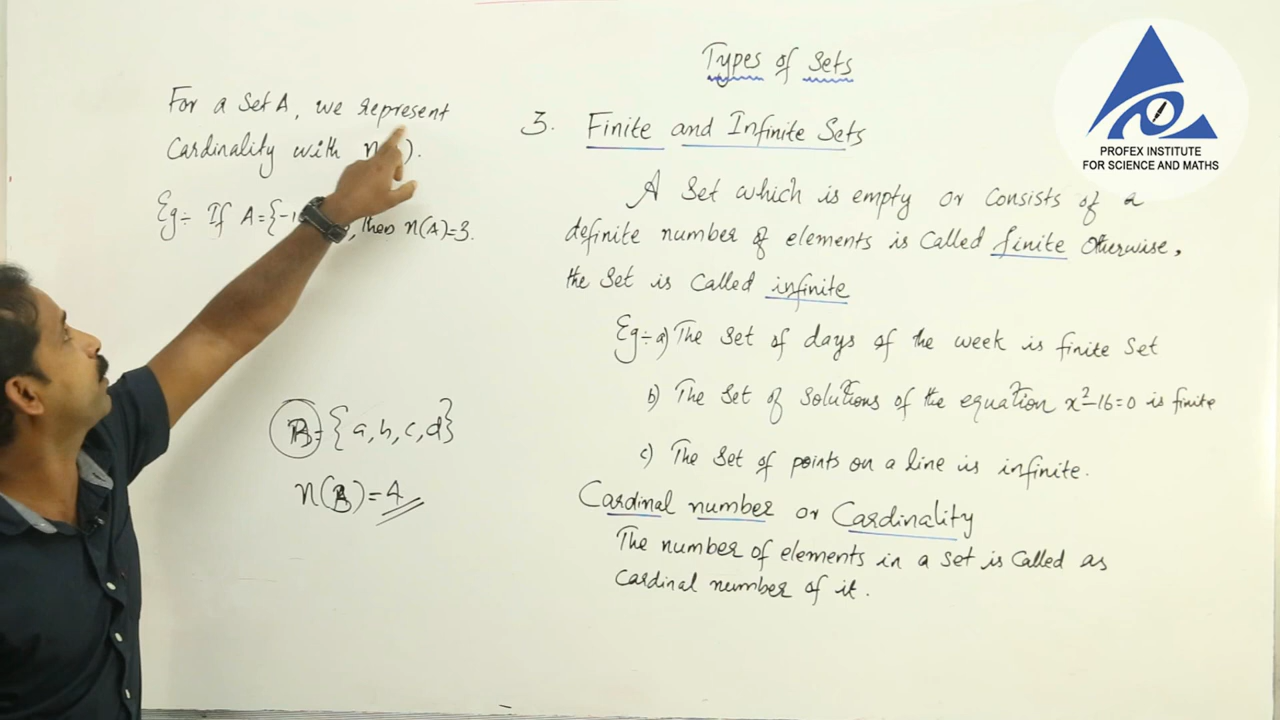 For a Set A, we represent
Cardinality with n( ).
Eg:- If A={-1 , then n(A)=3.
B={a,b,c,d}
n(B)=4
Types of Sets
3. Finite and Infinite Sets
A Set which is empty or consists of a
definite number of elements is called finite otherwise,
the set is called infinite
Eg:- a) The set of days of the week is finite set
b) The set of solutions of the equation x²-16=0 is finite
c) The set of points on a line is infinite.
Cardinal number or Cardinality
The number of elements in a set is called as
Cardinal number of it.
PROFEX INSTITUTE
FOR SCIENCE AND MATHS